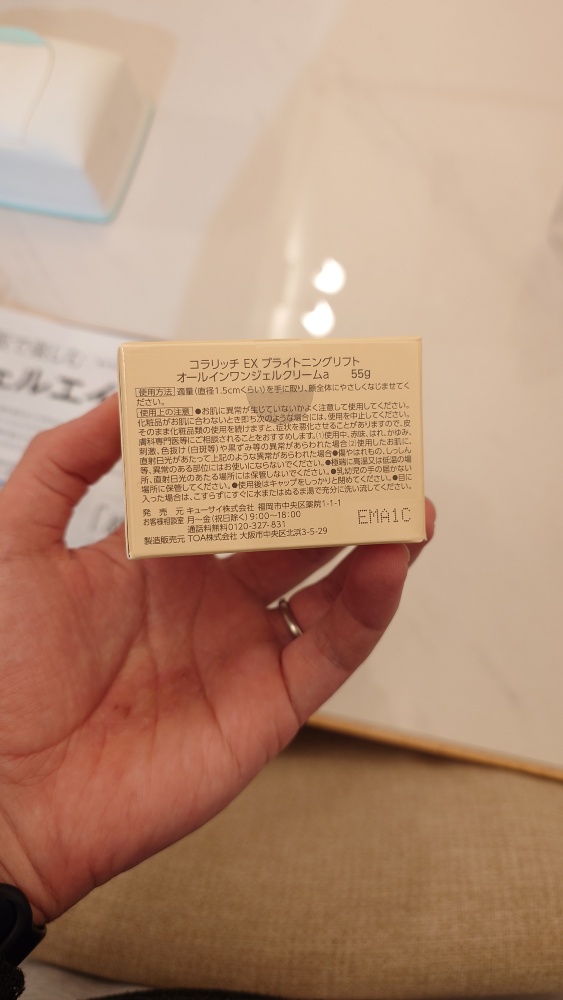 コラリッチ EX ブライトニングリフト
オールインワンジェルクリームa 55g
使用方法 適量(直径1.5cmくらい)を手に取り、顔全体にやさしくなじませてく
ださい。
使用上の注意 ●お肌に異常が生じていないかよく注意して使用してください。
化粧品がお肌に合わないとき即ち次のような場合には、使用を中止してください。
そのまま化粧品類の使用を続けますと、症状を悪化させることがありますので、皮
膚科専門医等にご相談されることをおすすめします。(1)使用中、赤味、はれ、かゆみ、
刺激、色抜け(白斑等)や黒ずみ等の異常があらわれた場合(2)使用したお肌に、
直射日光があたって上記のような異常があらわれた場合●傷やはれもの、しっしん
等、異常のある部位にはお使いにならないでください。●極端に高温又は低温の場
所、直射日光のあたる場所には保管しないでください。●乳幼児の手の届かない
場所に保管してください。●使用後はキャップをしっかりと閉めてください。●目に
入った場合は、こすらずにすぐに水またはぬるま湯で充分に洗い流してください。
発 売 元 キューサイ株式会社 福岡市中央区薬院1-1-1
お客様相談室 月〜金(祝日除く)9:00〜18:00
通話料無料0120-327-831
製造販売元 TOA株式会社 大阪市中央区北浜3-5-29
EMA1C
で楽しむ
ェルエイ